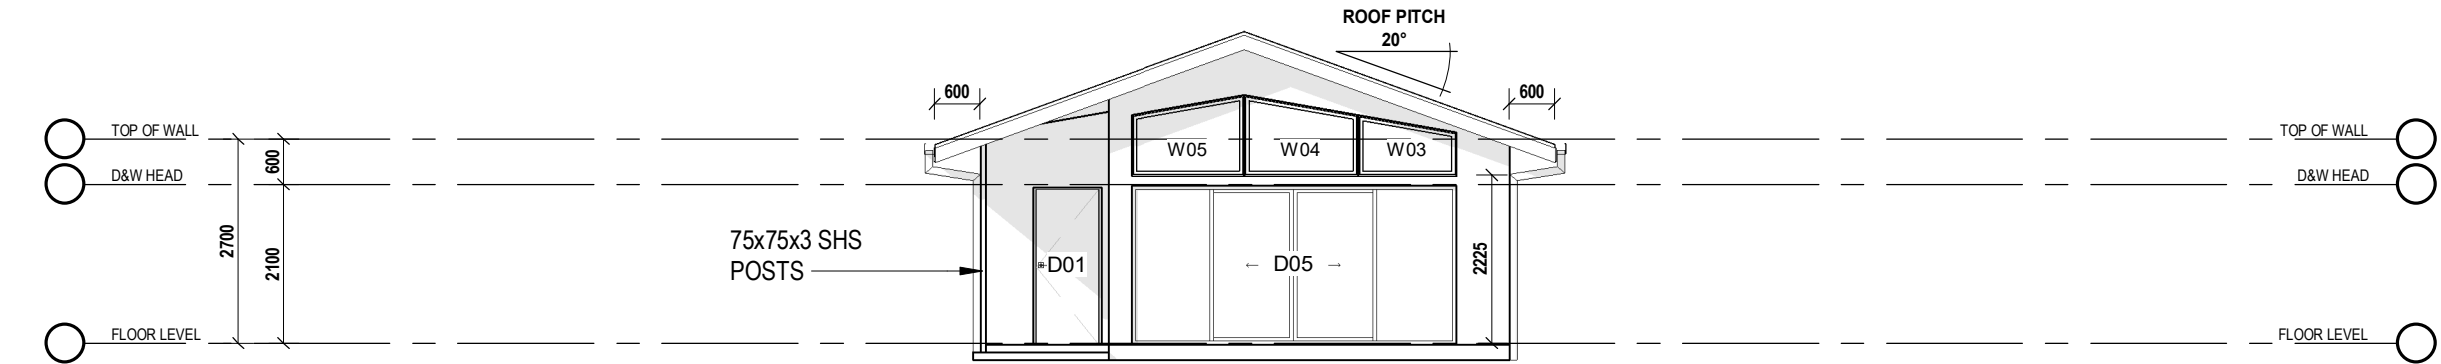 ROOF PITCH
20°
600
600
TOP OF WALL
TOP OF WALL
600
W05
W04
W03
D&W HEAD
D&W HEAD
2700
2100
75x75x3 SHS
POSTS
D01
D05
2225
FLOOR LEVEL
FLOOR LEVEL